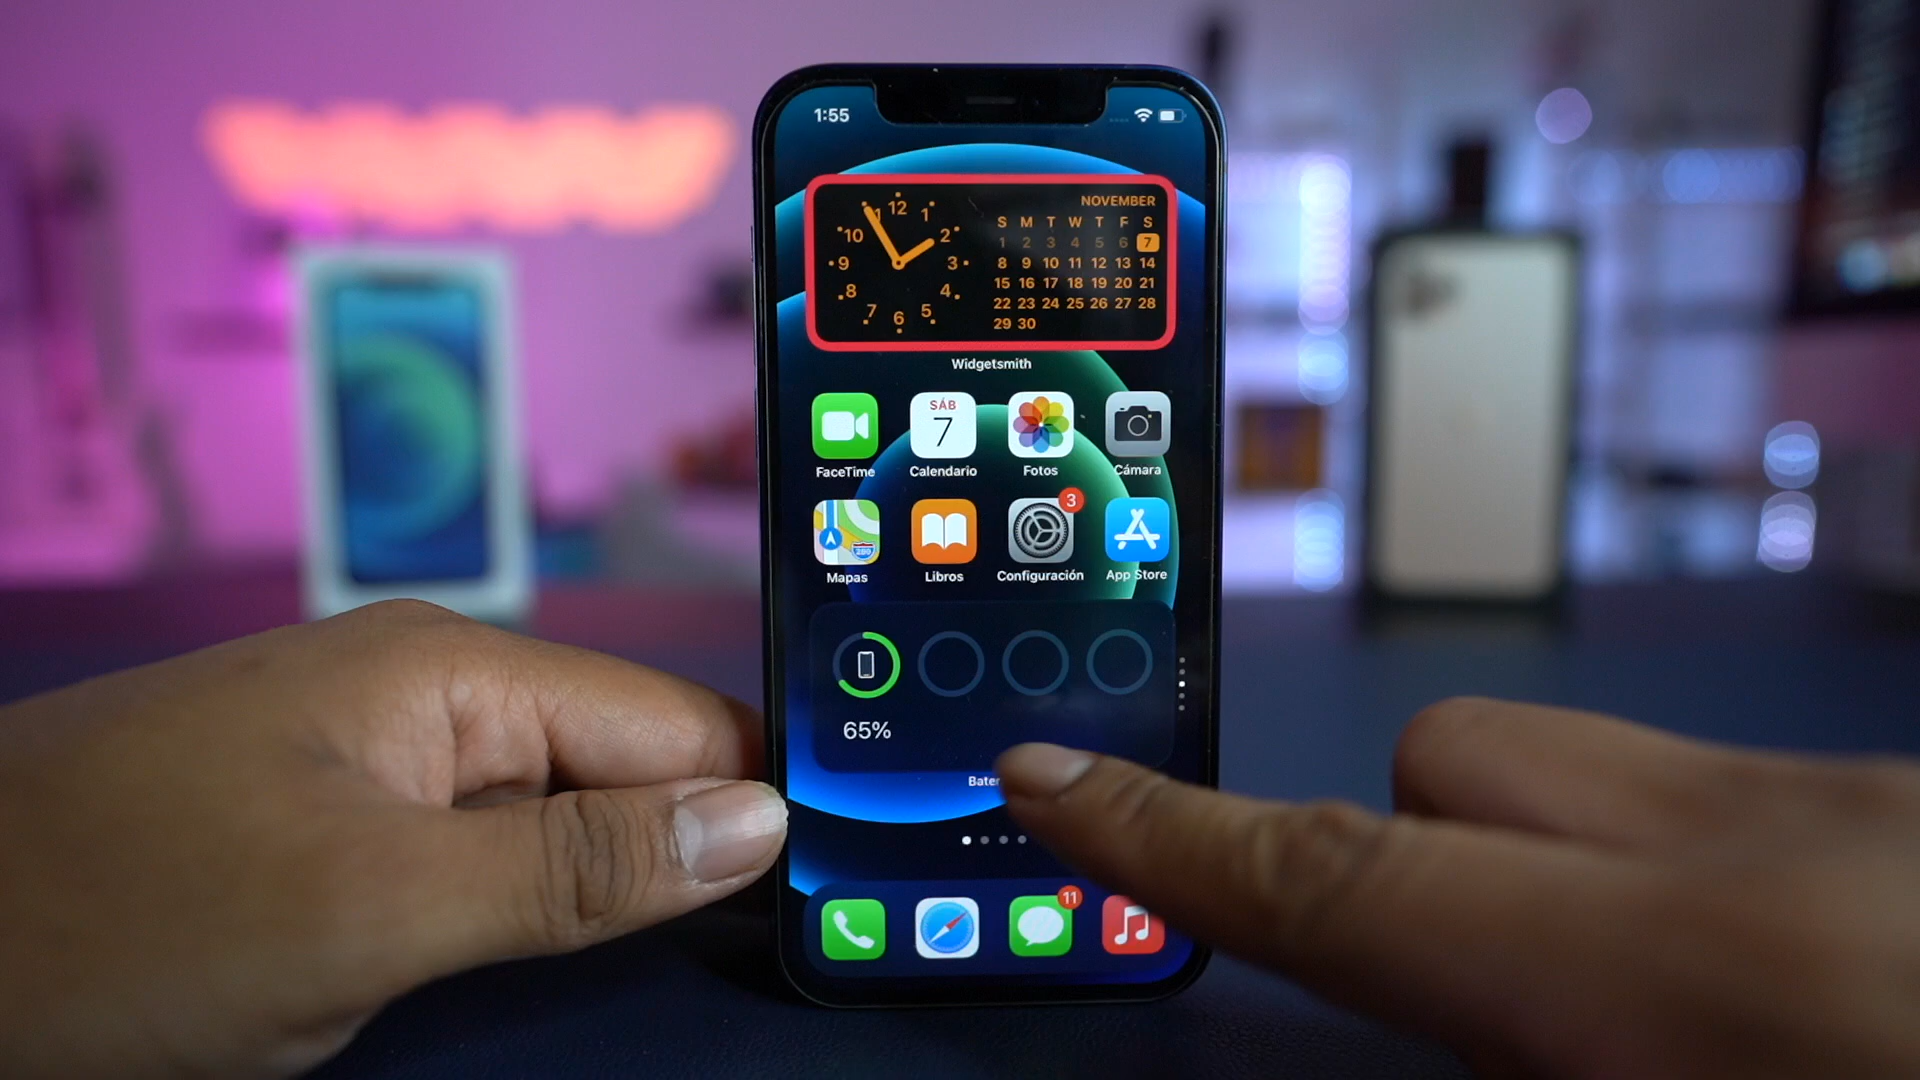 1:55
12
11 1
10 2
9 3
8 4
7 5
6
NOVEMBER
S M T W T F S
1 2 3 4 5 6 7
8 9 10 11 12 13 14
15 16 17 18 19 20 21
22 23 24 25 26 27 28
29 30
Widgetsmith
SÁB
7
FaceTime Calendario Fotos Cámara
280
3
Mapas Libros Configuración App Store
65%
Bate
11